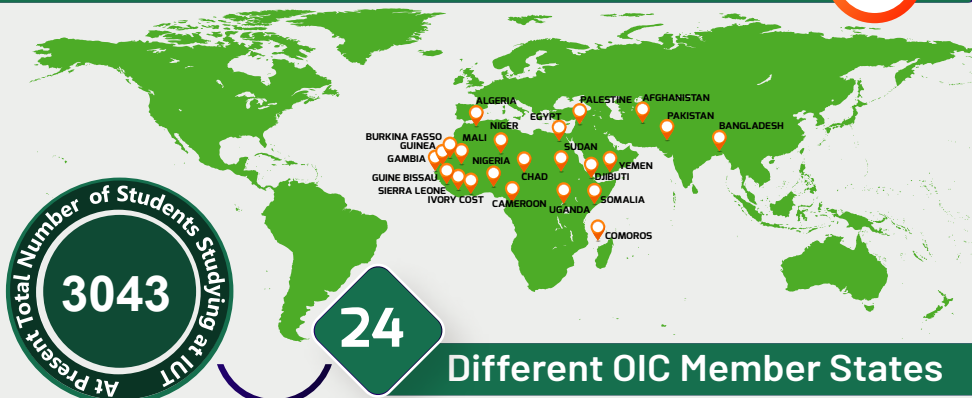 ALGERIA
PALESTINE
AFGHANISTAN
EGYPT
PAKISTAN
NIGER
BANGLADESH
BURKINA FASSO
MALI
GUINEA
SUDAN
GAMBIA
NIGERIA
YEMEN
GUINE BISSAU
CHAD
DJIBUTI
SIERRA LEONE
IVORY COST
CAMEROON
UGANDA
SOMALIA
COMOROS
At Present Total Number of Students Studying at IUT
3043
24
Different OIC Member States